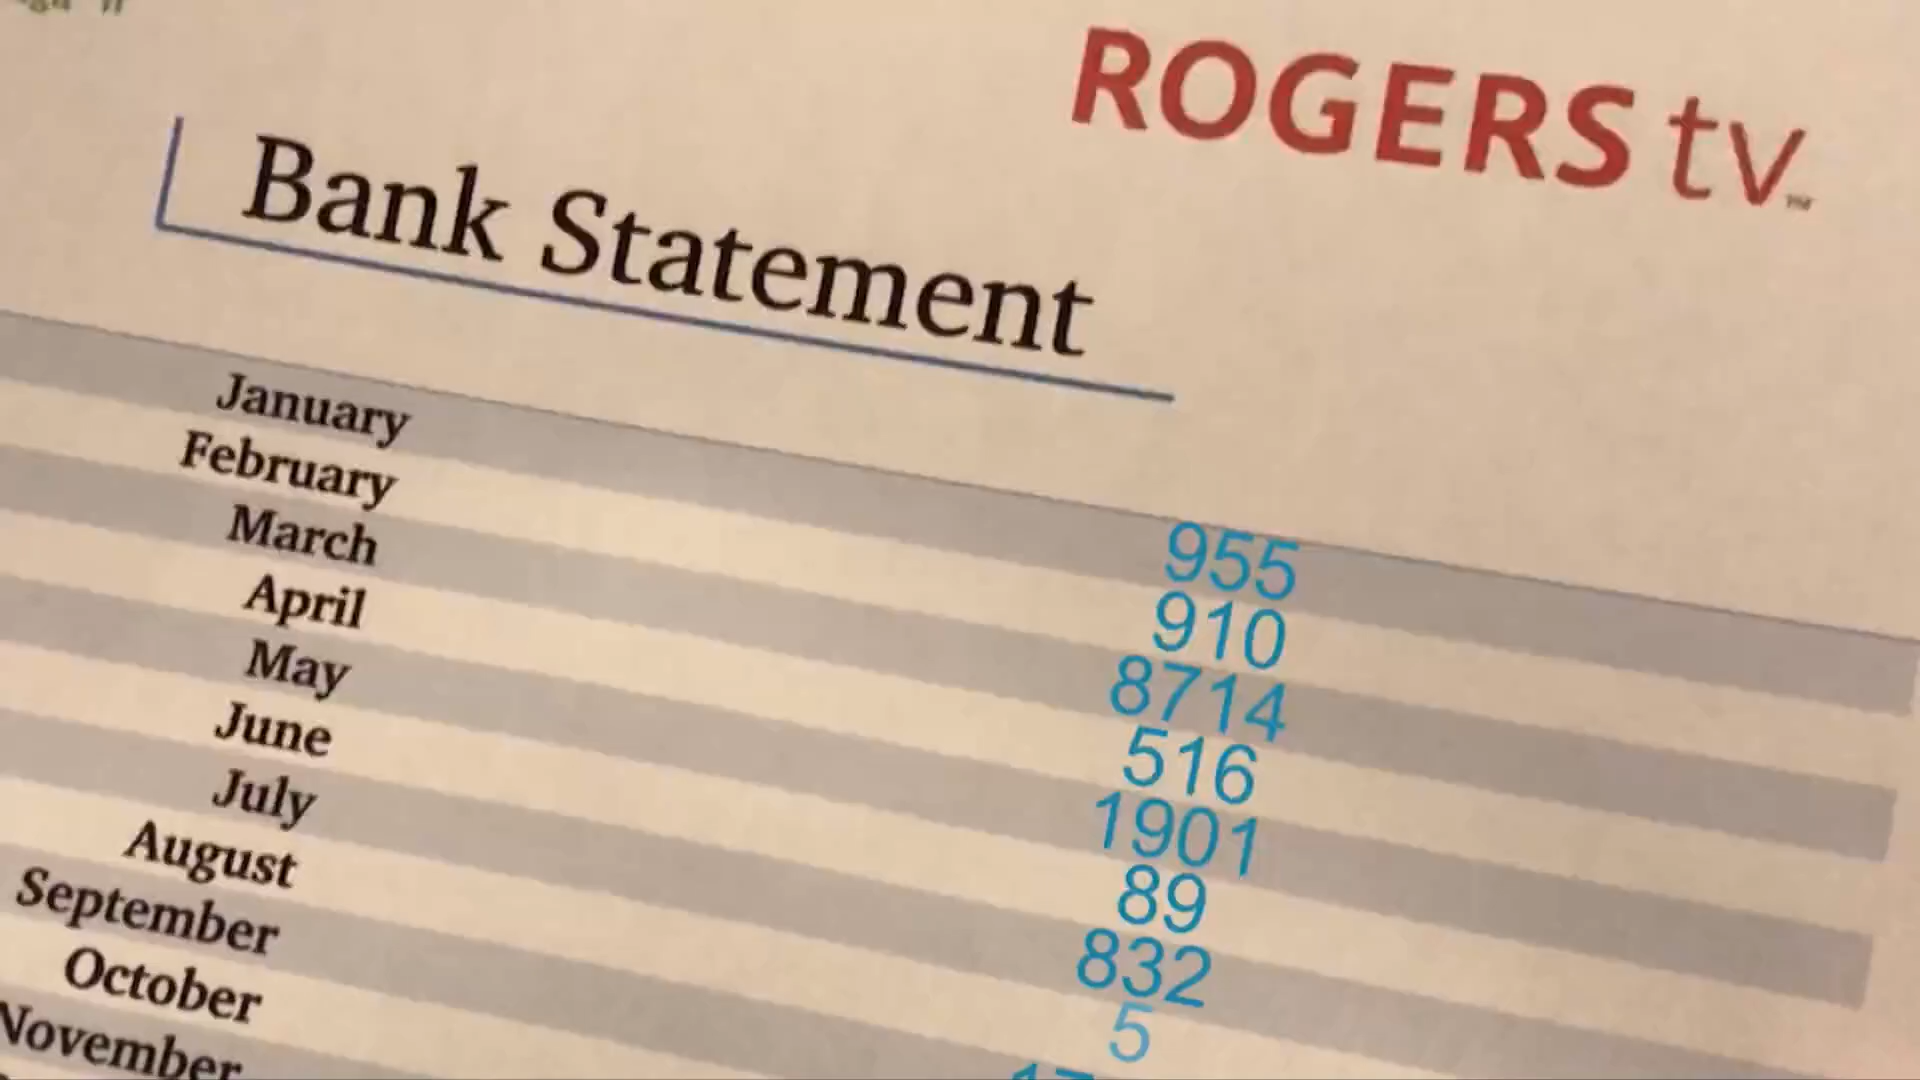 ROGERS tv™
Bank Statement
January 955
February 910
March 8714
April 516
May 1901
June 89
July 832
August 5
September
October
November